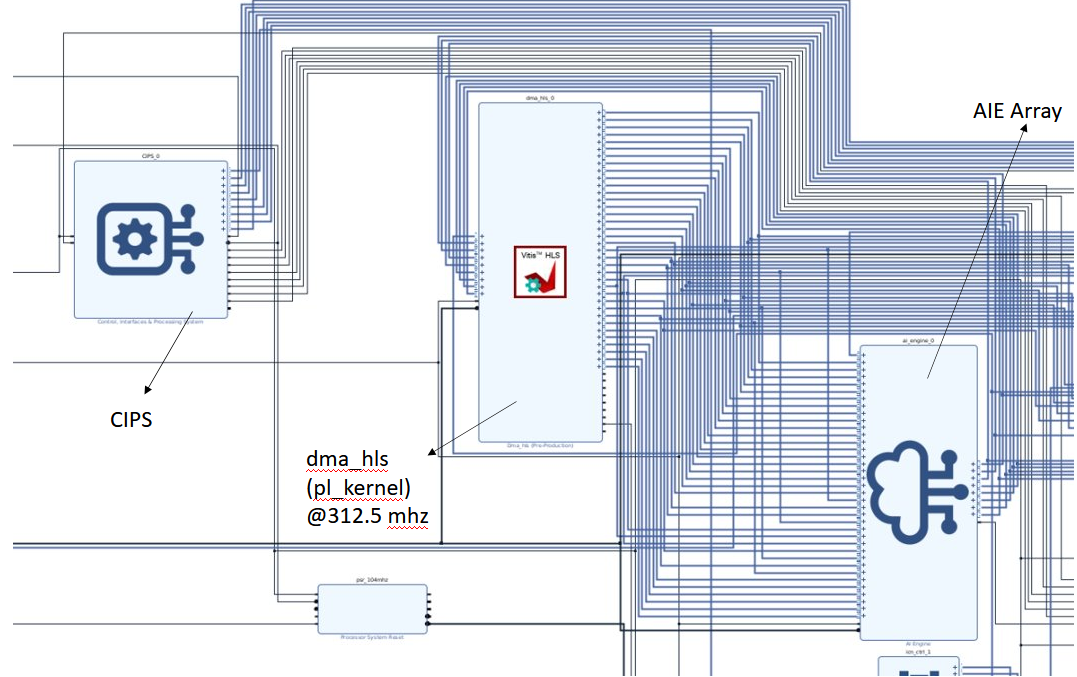 dma_hls_0
AIE Array
CIPS_0
Vitis™ HLS
Control, Interfaces & Processing System
ai_engine_0
CIPS
Dma_hls (Pre-Production)
dma_hls
(pl_kernel)
@312.5 mhz
psr_104mhz
Processor System Reset
AI Engine
icn_ctrl_1